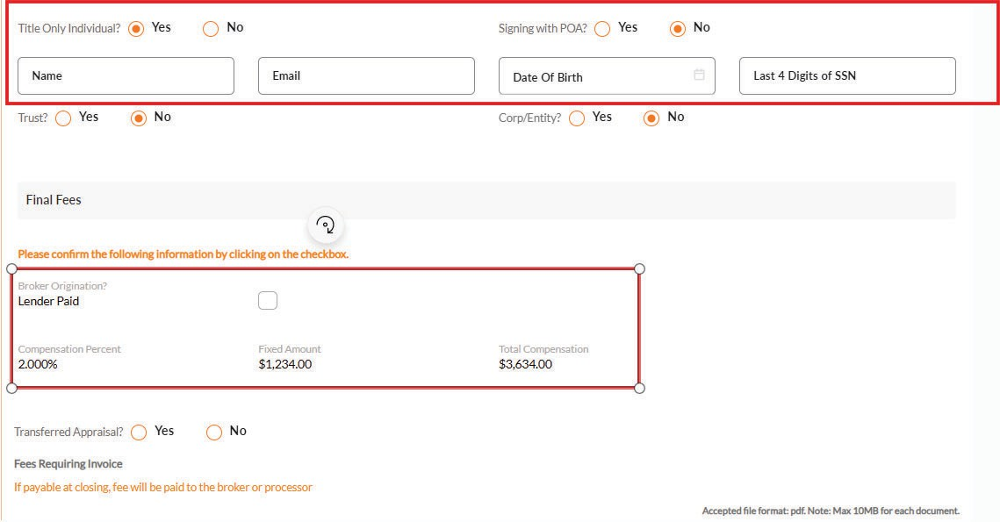 Title Only Individual? Yes No Signing with POA? Yes No
Name Email Date Of Birth Last 4 Digits of SSN
Trust? Yes No Corp/Entity? Yes No
Final Fees
Please confirm the following information by clicking on the checkbox.
Broker Origination?
Lender Paid
Compensation Percent Fixed Amount Total Compensation
2.000% $1,234.00 $3,634.00
Transferred Appraisal? Yes No
Fees Requiring Invoice
If payable at closing, fee will be paid to the broker or processor
Accepted file format: pdf. Note: Max 10MB for each document.